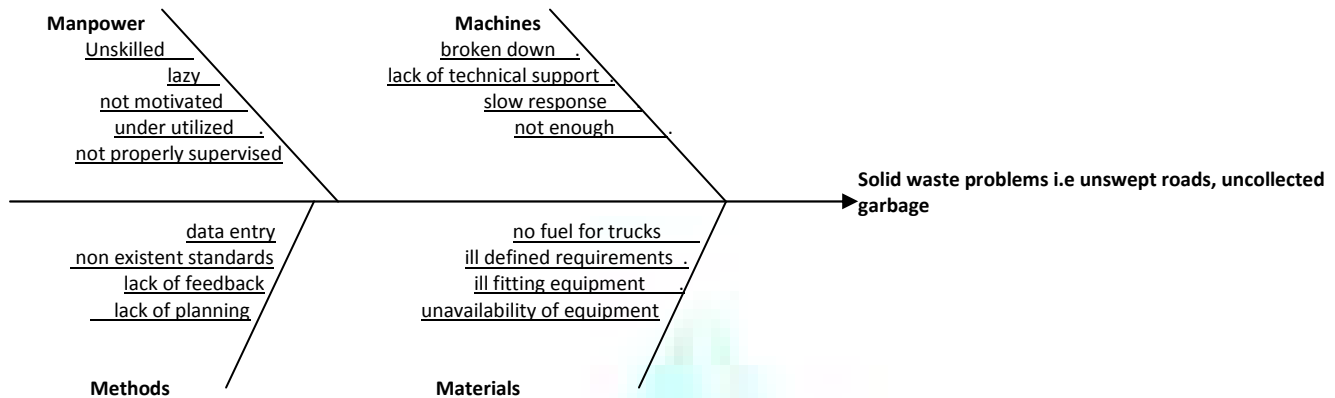 Manpower
Unskilled
lazy
not motivated
under utilized .
not properly supervised
Machines
broken down .
lack of technical support .
slow response
not enough .
Solid waste problems i.e unswept roads, uncollected
garbage
data entry
non existent standards
lack of feedback
lack of planning
Methods
no fuel for trucks
ill defined requirements .
ill fitting equipment .
unavailability of equipment
Materials